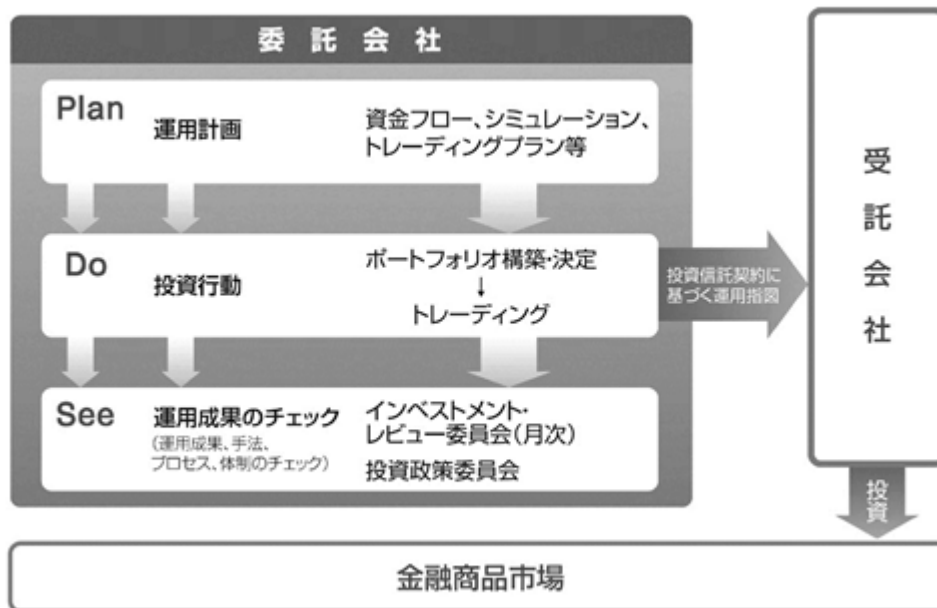 委託会社
Plan
運用計画
資金フロー、シミュレーション、
トレーディングプラン等
Do
投資行動
ポートフォリオ構築・決定
↓
トレーディング
投資信託契約に
基づく運用指図
See
運用成果のチェック
(運用成果、手法、
プロセス、体制のチェック)
インベストメント・
レビュー委員会(月次)
投資政策委員会
受託会社
投資
金融商品市場